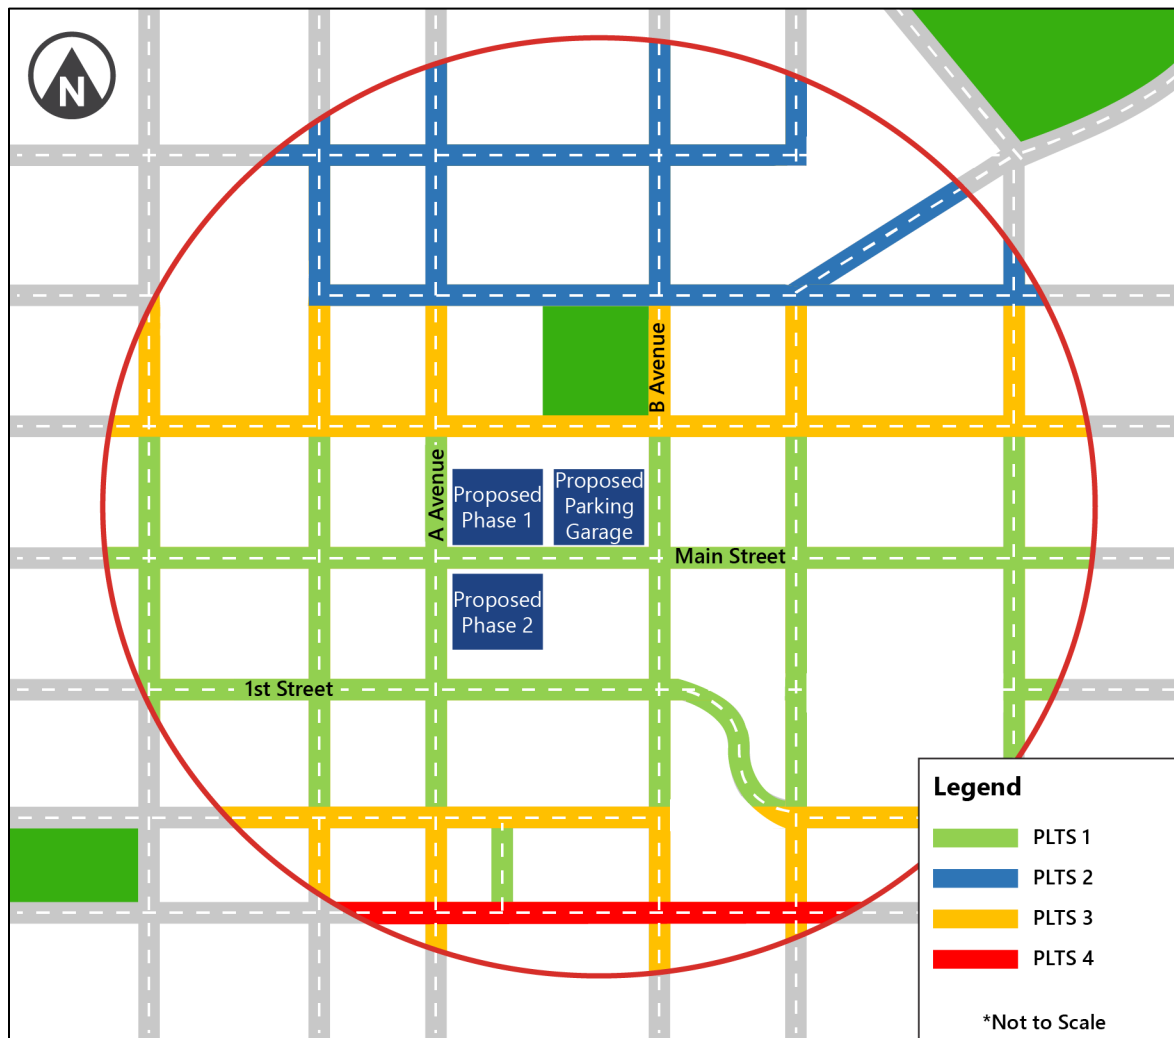 N
B Avenue
A Avenue
Proposed
Phase 1
Proposed
Parking
Garage
Main Street
Proposed
Phase 2
1st Street
Legend
PLTS 1
PLTS 2
PLTS 3
PLTS 4
*Not to Scale